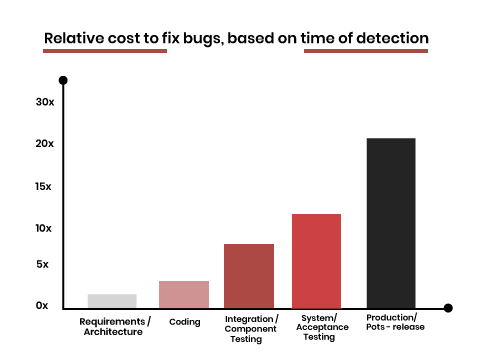 Relative cost to fix bugs, based on time of detection
30x
20x
15x
10x
5x
0x
Requirements /
Architecture
Coding
Integration /
Component
Testing
System/
Acceptance
Testing
Production/
Pots - release